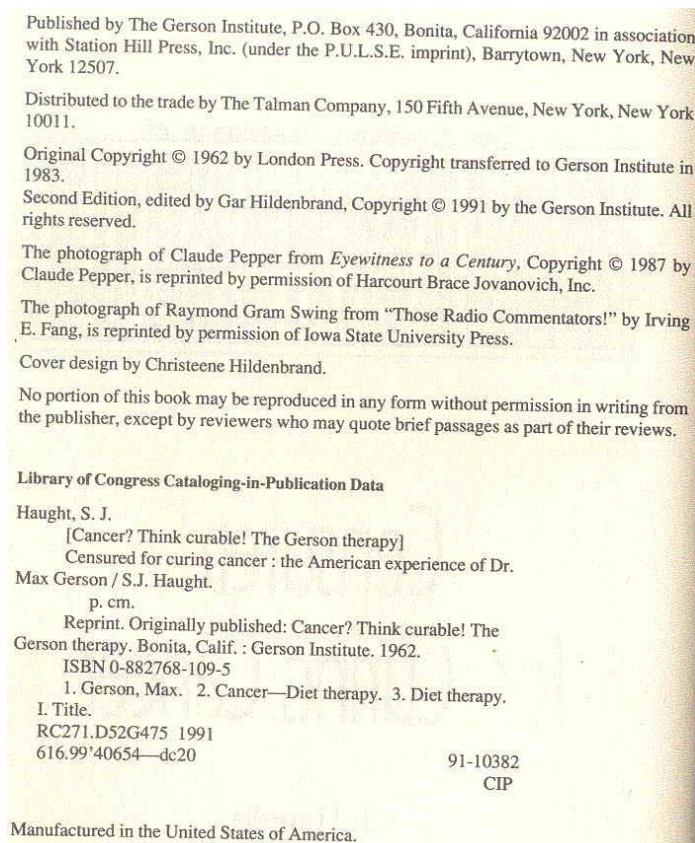 Published by The Gerson Institute, P.O. Box 430, Bonita, California 92002 in association
with Station Hill Press, Inc. (under the P.U.L.S.E. imprint), Barrytown, New York, New
York 12507.
Distributed to the trade by The Talman Company, 150 Fifth Avenue, New York, New York
10011.
Original Copyright © 1962 by London Press. Copyright transferred to Gerson Institute in
1983.
Second Edition, edited by Gar Hildenbrand, Copyright © 1991 by the Gerson Institute. All
rights reserved.
The photograph of Claude Pepper from Eyewitness to a Century, Copyright © 1987 by
Claude Pepper, is reprinted by permission of Harcourt Brace Jovanovich, Inc.
The photograph of Raymond Gram Swing from “Those Radio Commentators!” by Irving
E. Fang, is reprinted by permission of Iowa State University Press.
Cover design by Christeene Hildenbrand.
No portion of this book may be reproduced in any form without permission in writing from
the publisher, except by reviewers who may quote brief passages as part of their reviews.
Library of Congress Cataloging-in-Publication Data
Haught, S. J.
[Cancer? Think curable! The Gerson therapy]
Censured for curing cancer : the American experience of Dr.
Max Gerson / S.J. Haught.
p. cm.
Reprint. Originally published: Cancer? Think curable! The
Gerson therapy. Bonita, Calif. : Gerson Institute. 1962.
ISBN 0-882768-109-5
1. Gerson, Max. 2. Cancer—Diet therapy. 3. Diet therapy.
I. Title.
RC271.D52G475 1991
616.99’40654—dc20
91-10382
CIP
Manufactured in the United States of America.